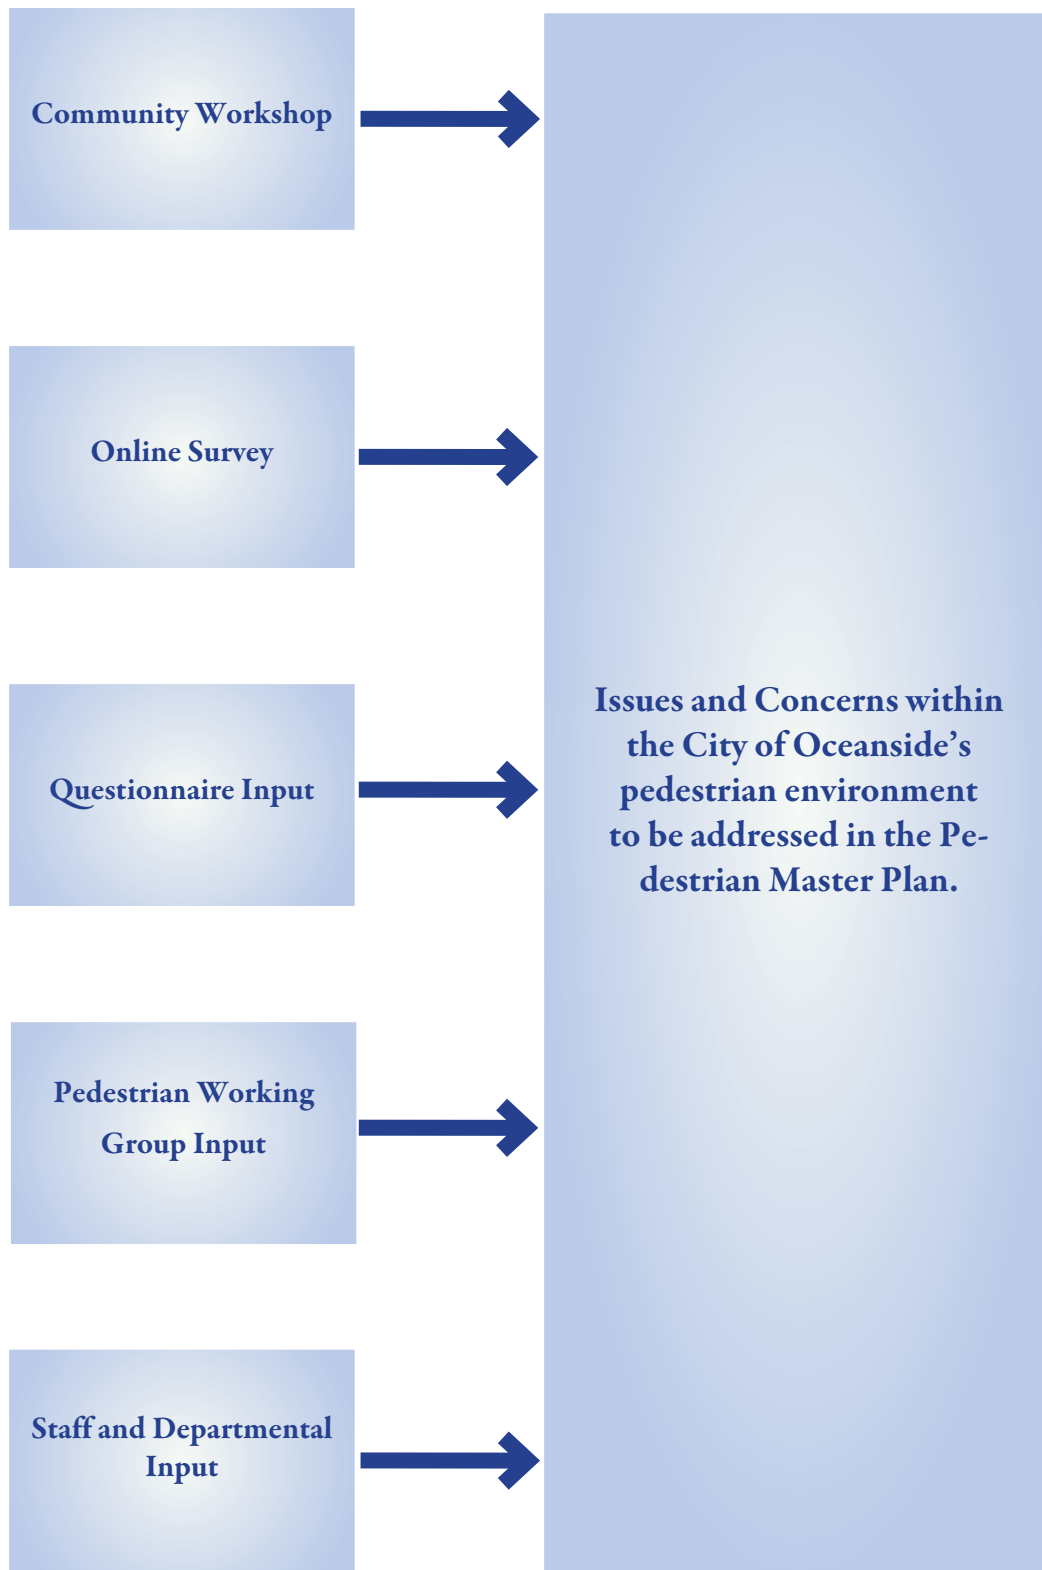 Community Workshop
Online Survey
Questionnaire Input
Pedestrian Working
Group Input
Staff and Departmental
Input
Issues and Concerns within
the City of Oceanside’s
pedestrian environment
to be addressed in the Pe-
destrian Master Plan.